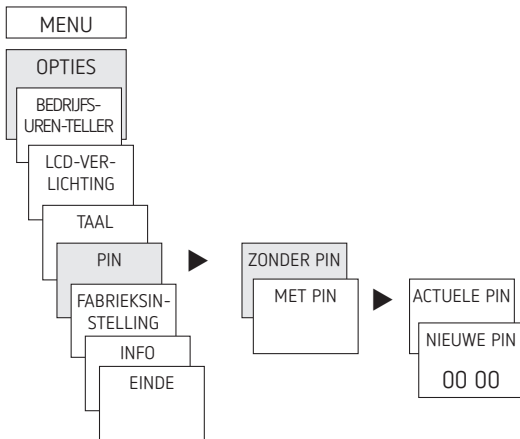 MENU
OPTIES
BEDRIJFS-
UREN-TELLER
LCD-VER-
LICHTING
TAAL
PIN
FABRIEKSIN-
STELLING
INFO
EINDE
ZONDER PIN
MET PIN
ACTUELE PIN
NIEUWE PIN
00 00